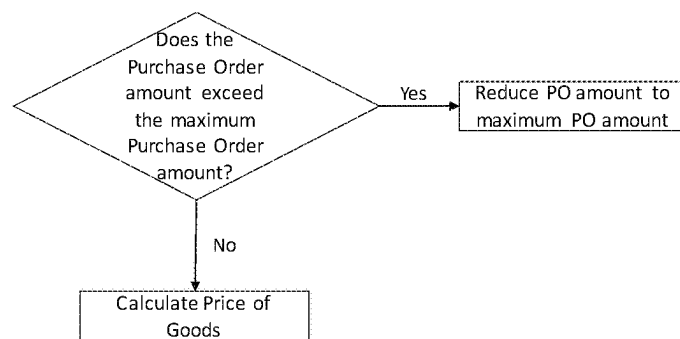 Does the
Purchase Order
amount exceed
the maximum
Purchase Order
amount?
Yes
Reduce PO amount to
maximum PO amount
No
Calculate Price of
Goods